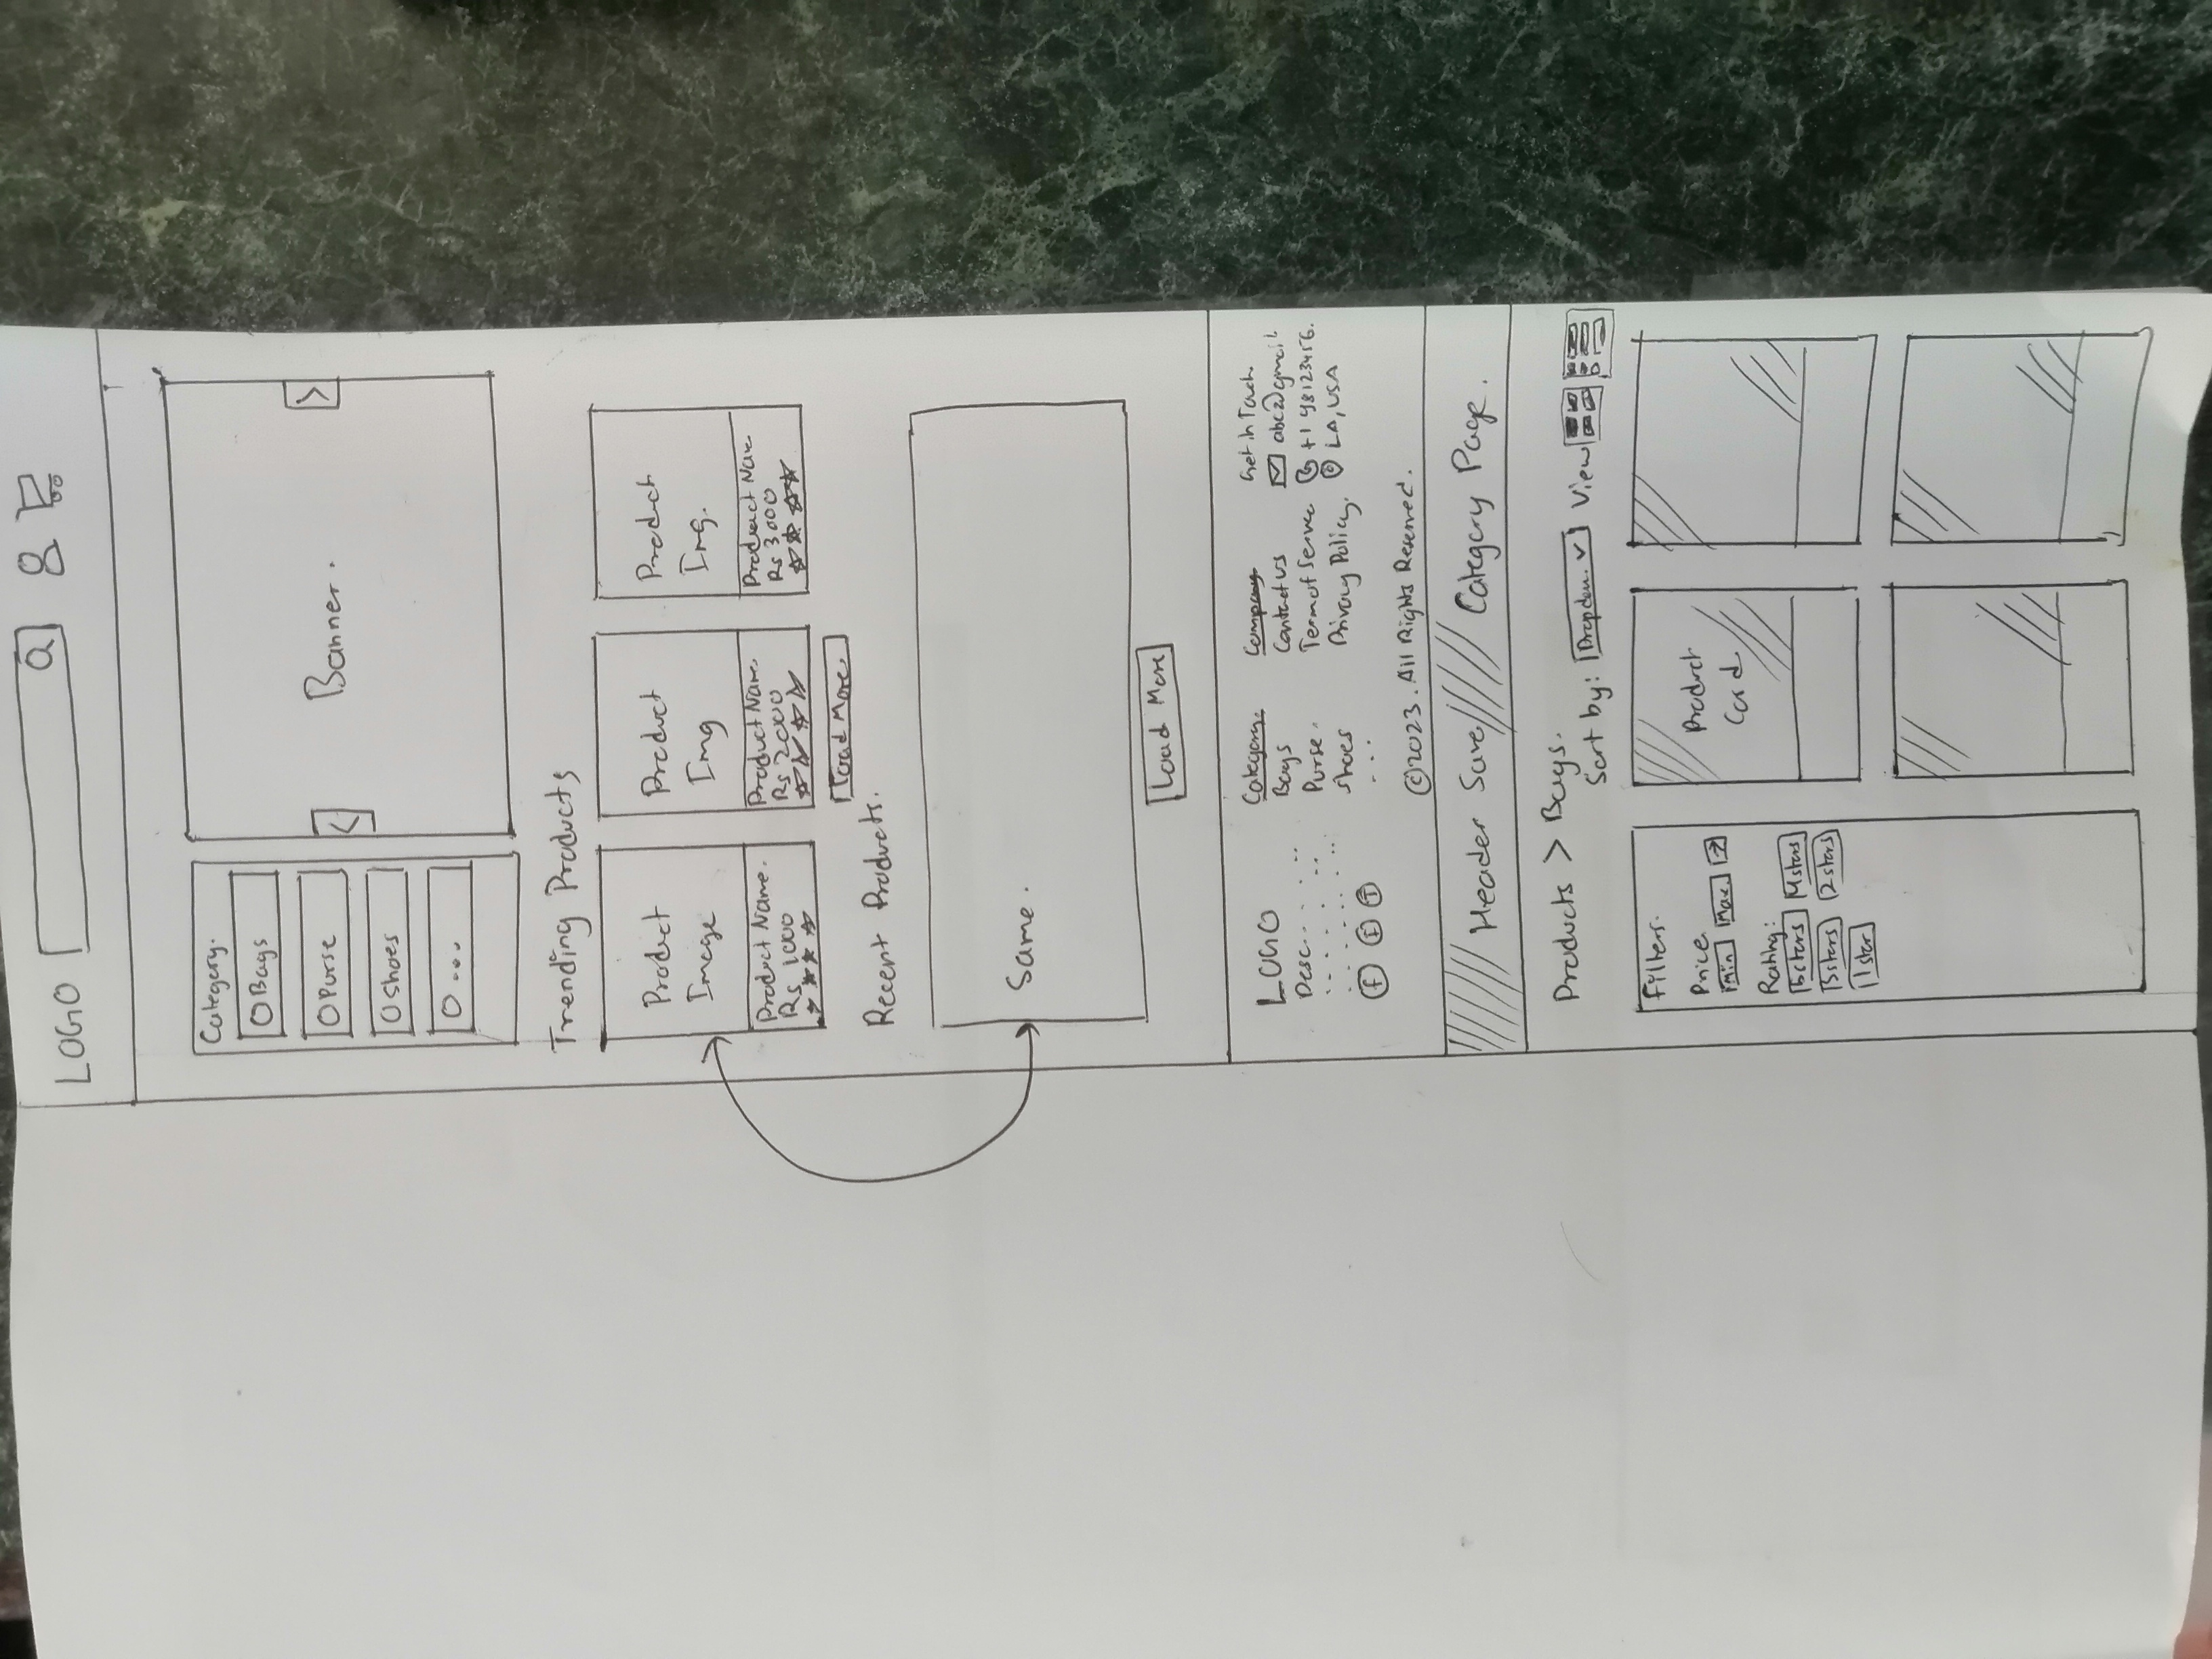 LOGO
Category.
Bags
Purse
Shoes
...
Banner.
Trending Products
Product
Image
Product Name.
Rs 1000
Product
Img
Product Name
Rs 2000
Product
Img.
Product Name
Rs 3000
Load More
Recent Products.
Same.
Load More
LOGO
Desc...
f
t
T
Category.
Bags
Purse.
Shoes
...
Company
Contact Us
Term of Service
Privacy Policy.
Get in Touch
abc@gmail
+1 98123456.
LA, USA
©2023. All Rights Reserved.
Header Same
Category Page.
Products > Bags.
Sort by:
View
Filters.
Price
Min
Max.
Rating:
5 stars
4 stars
3 stars
2 stars
1 star
Product
Card